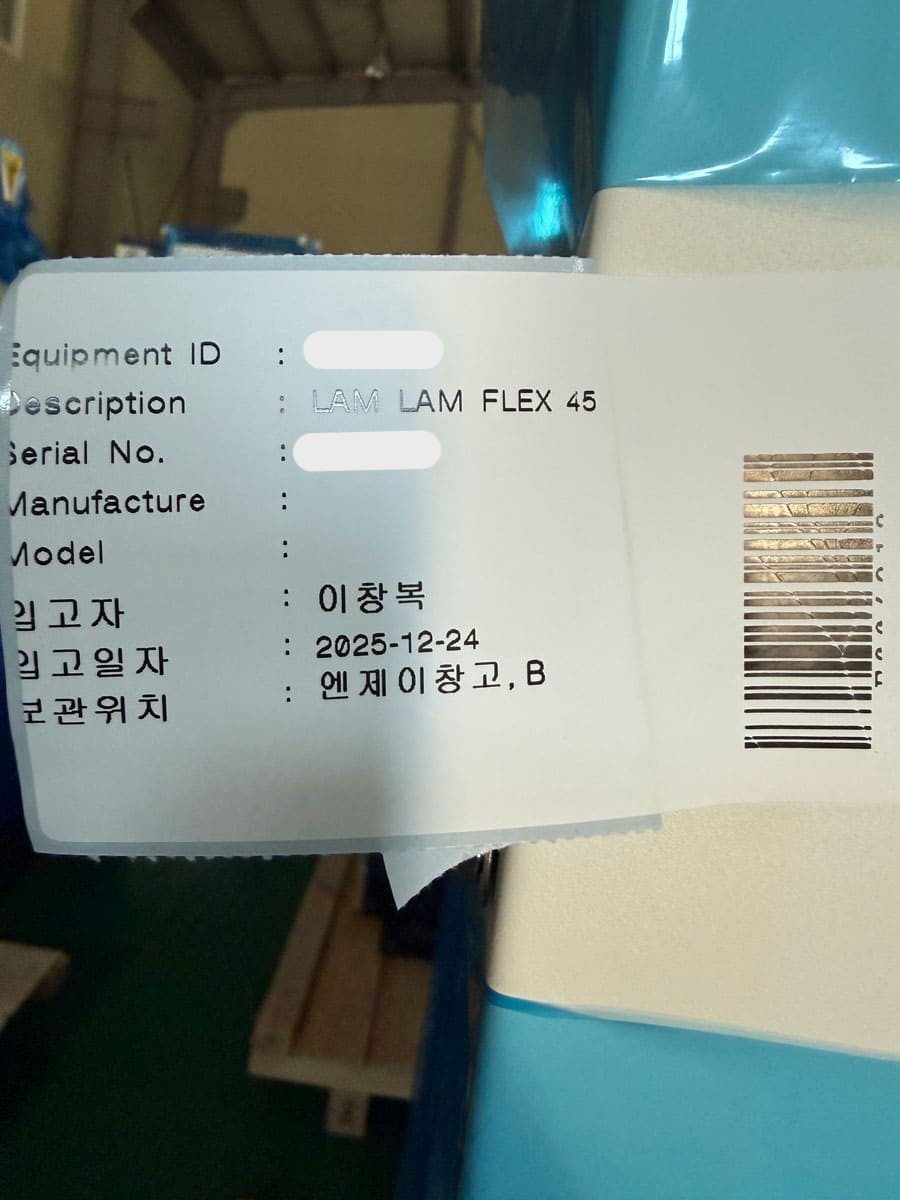 Equipment ID :
Description : LAM LAM FLEX 45
Serial No. :
Manufacture :
Model :
입고자 : 이창복
입고일자 : 2025-12-24
보관위치 : 엔제이창고, B